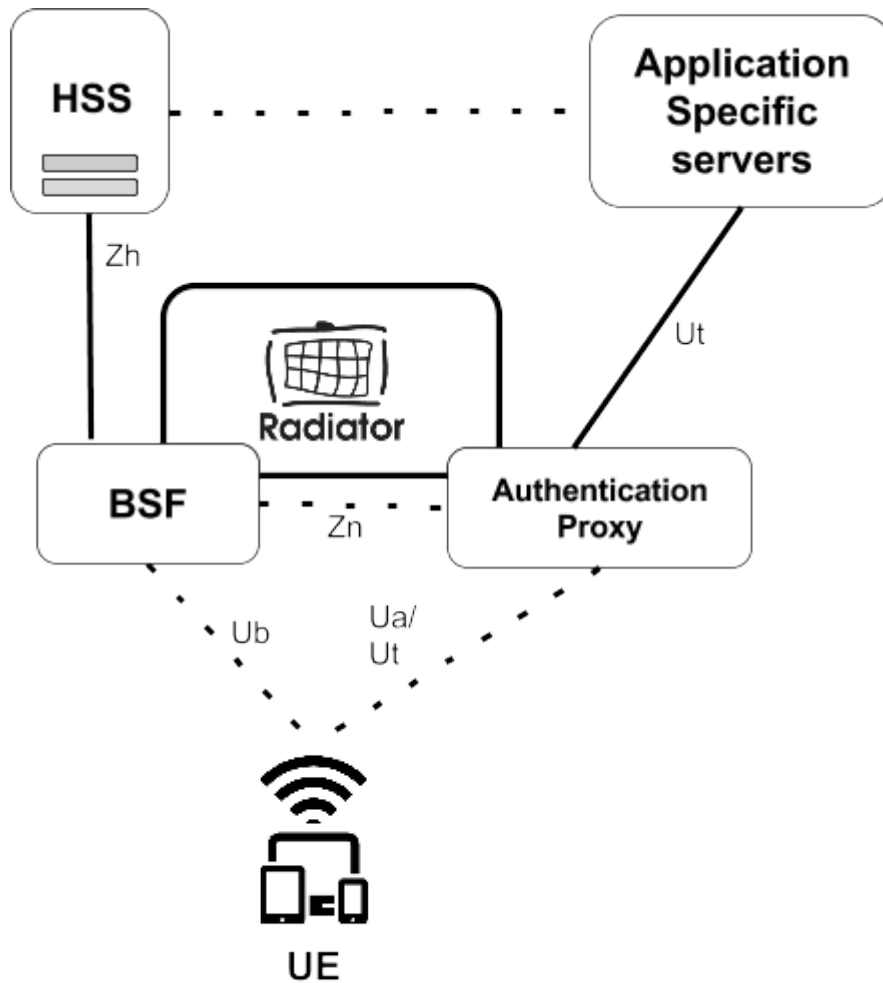 HSS
Application
Specific
servers
Zh
Ut
Radiator
BSF
Authentication
Proxy
Zn
Ub
Ua/
Ut
UE